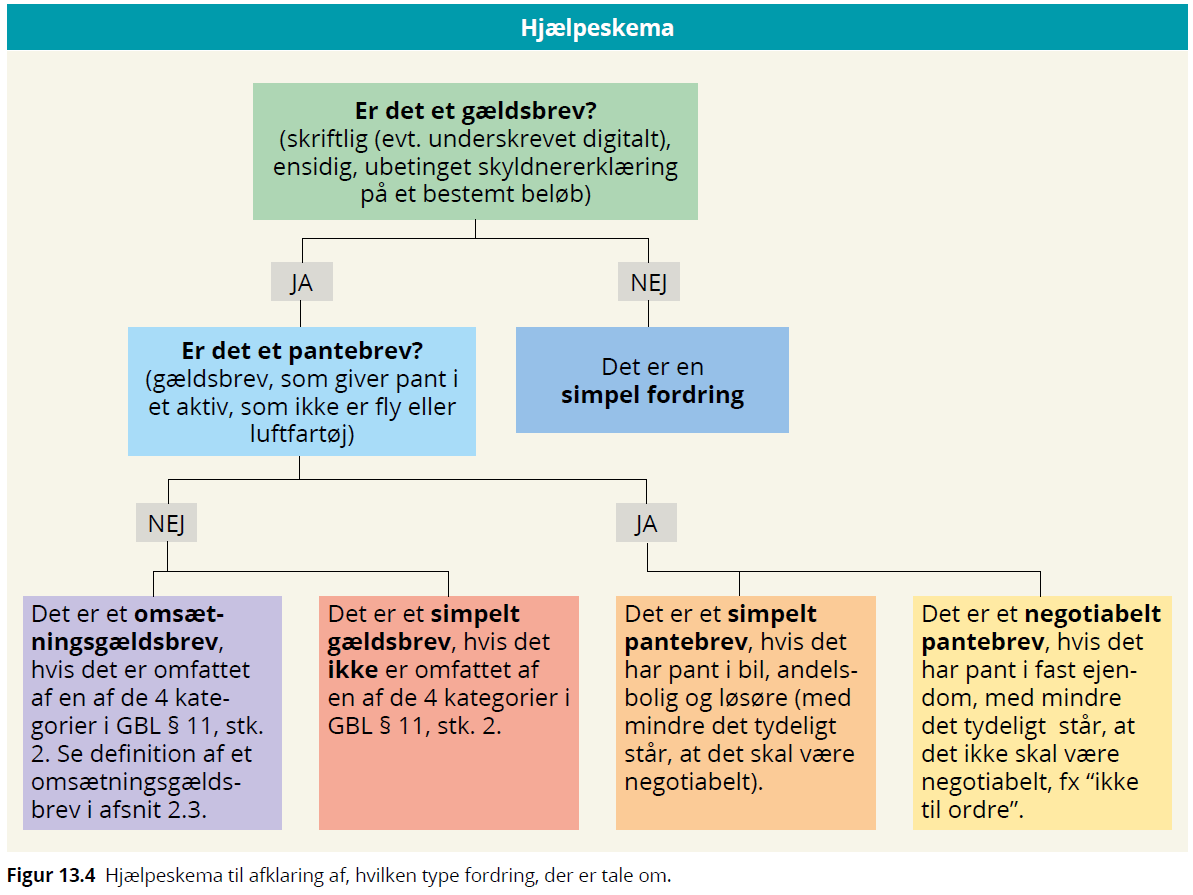 Hjælpeskema
Er det et gældsbrev?
(skriftlig (evt. underskrevet digitalt),
ensidig, ubetinget skyldnererklæring
på et bestemt beløb)
JA
NEJ
Er det et pantebrev?
(gældsbrev, som giver pant i
et aktiv, som ikke er fly eller
luftfartøj)
Det er en
simpel fordring
NEJ
JA
Det er et omsæt-
ningsgældsbrev,
hvis det er omfattet
af en af de 4 kate-
gorier i GBL § 11, stk.
2. Se definition af et
omsætningsgælds-
brev i afsnit 2.3.
Det er et simpelt
gældsbrev, hvis det
ikke er omfattet af
en af de 4 kategorier i
GBL § 11, stk. 2.
Det er et simpelt
pantebrev, hvis det
har pant i bil, andels-
bolig og løsøre (med
mindre det tydeligt
står, at det skal være
negotiabelt).
Det er et negotiabelt
pantebrev, hvis det
har pant i fast ejen-
dom, med mindre
det tydeligt står, at
det ikke skal være
negotiabelt, fx “ikke
til ordre”.
Figur 13.4 Hjælpeskema til afklaring af, hvilken type fordring, der er tale om.